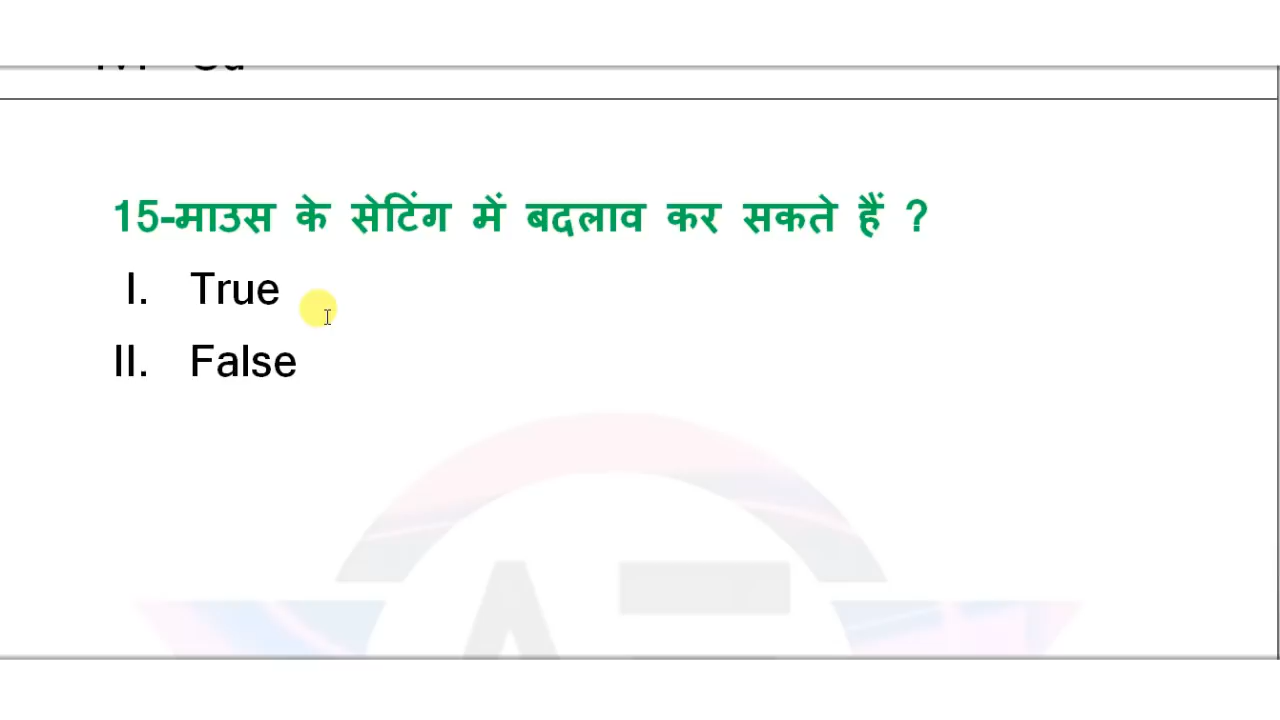 15-माउस के सेटिंग में बदलाव कर सकते हैं ?
I. True
II. False